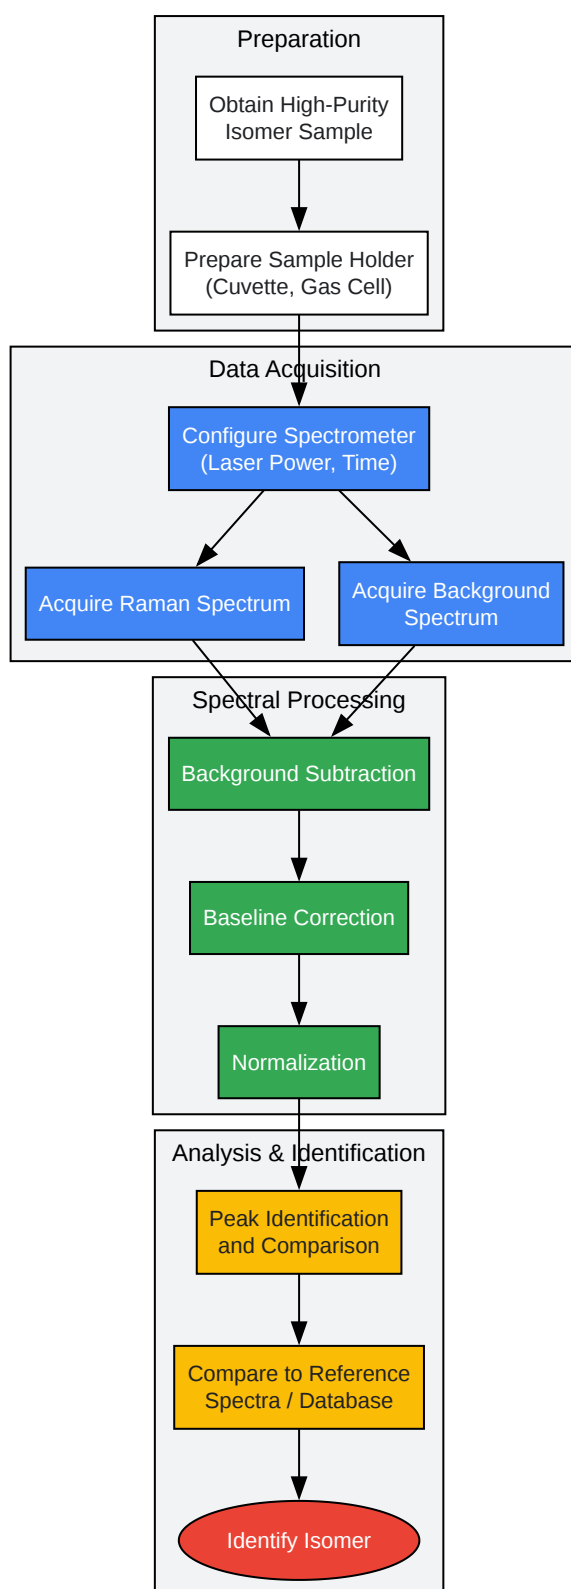 Preparation
Obtain High-Purity
Isomer Sample
Prepare Sample Holder
(Cuvette, Gas Cell)
Data Acquisition
Configure Spectrometer
(Laser Power, Time)
Acquire Raman Spectrum
Acquire Background
Spectrum
Spectral Processing
Background Subtraction
Baseline Correction
Normalization
Analysis & Identification
Peak Identification
and Comparison
Compare to Reference
Spectra / Database
Identify Isomer